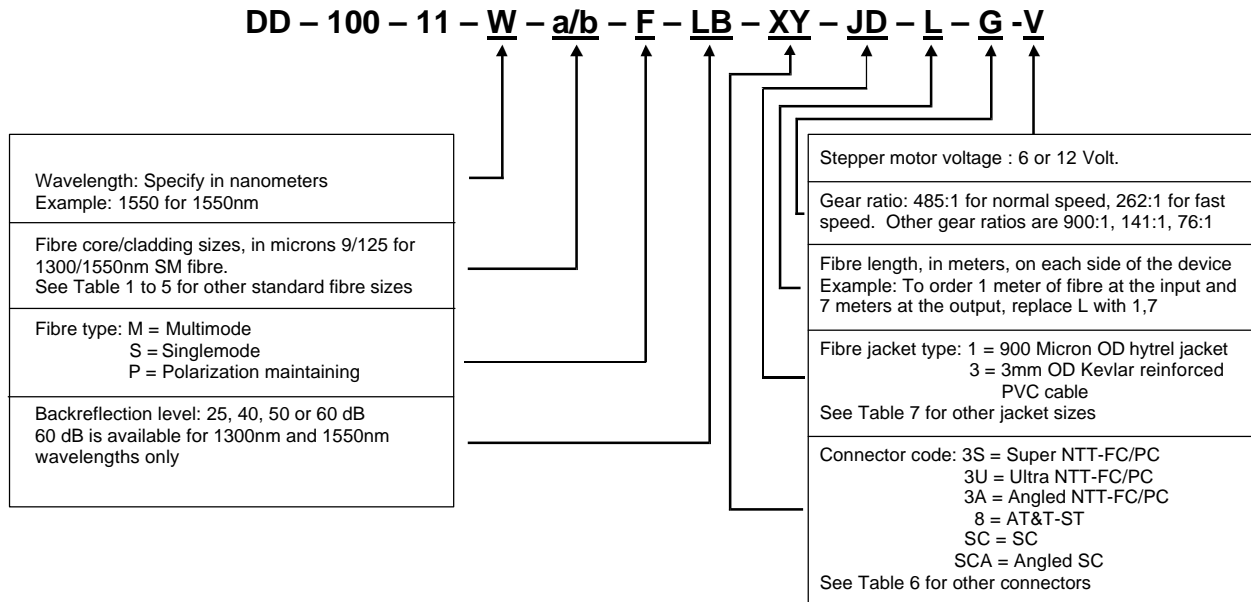 DD – 100 – 11 – W – a/b – F – LB – XY – JD – L – G -V
Wavelength: Specify in nanometers
Example: 1550 for 1550nm
Fibre core/cladding sizes, in microns 9/125 for
1300/1550nm SM fibre.
See Table 1 to 5 for other standard fibre sizes
Fibre type: M = Multimode
S = Singlemode
P = Polarization maintaining
Backreflection level: 25, 40, 50 or 60 dB
60 dB is available for 1300nm and 1550nm
wavelengths only
Stepper motor voltage : 6 or 12 Volt.
Gear ratio: 485:1 for normal speed, 262:1 for fast
speed. Other gear ratios are 900:1, 141:1, 76:1
Fibre length, in meters, on each side of the device
Example: To order 1 meter of fibre at the input and
7 meters at the output, replace L with 1,7
Fibre jacket type: 1 = 900 Micron OD hytrel jacket
3 = 3mm OD Kevlar reinforced
PVC cable
See Table 7 for other jacket sizes
Connector code: 3S = Super NTT-FC/PC
3U = Ultra NTT-FC/PC
3A = Angled NTT-FC/PC
8 = AT&T-ST
SC = SC
SCA = Angled SC
See Table 6 for other connectors